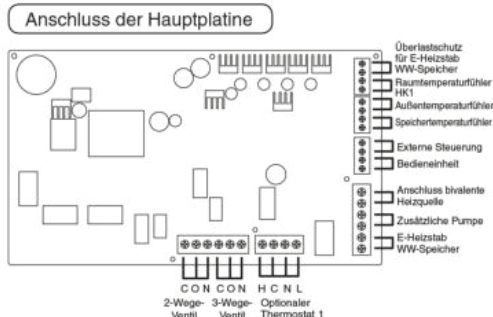 Anschluss der Hauptplatine
Überlastschutz
für E-Heizstab
WW-Speicher
Raumtemperaturfühler
HK1
Außentemperaturfühler
Speichertemperaturfühler
Externe Steuerung
Bedieneinheit
Anschluss bivalente
Heizquelle
Zusätzliche Pumpe
E-Heizstab
WW-Speicher
C O N C O N H C N L
2-Wege- 3-Wege- Optionaler
Ventil Ventil Thermostat 1